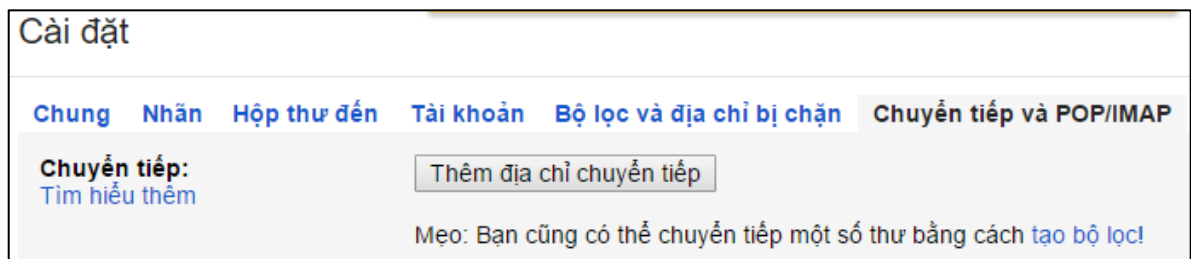 Cài đặt
Chung Nhãn Hộp thư đến Tài khoản Bộ lọc và địa chỉ bị chặn Chuyển tiếp và POP/IMAP
Chuyển tiếp: Thêm địa chỉ chuyển tiếp
Tìm hiểu thêm
Mẹo: Bạn cũng có thể chuyển tiếp một số thư bằng cách tạo bộ lọc!